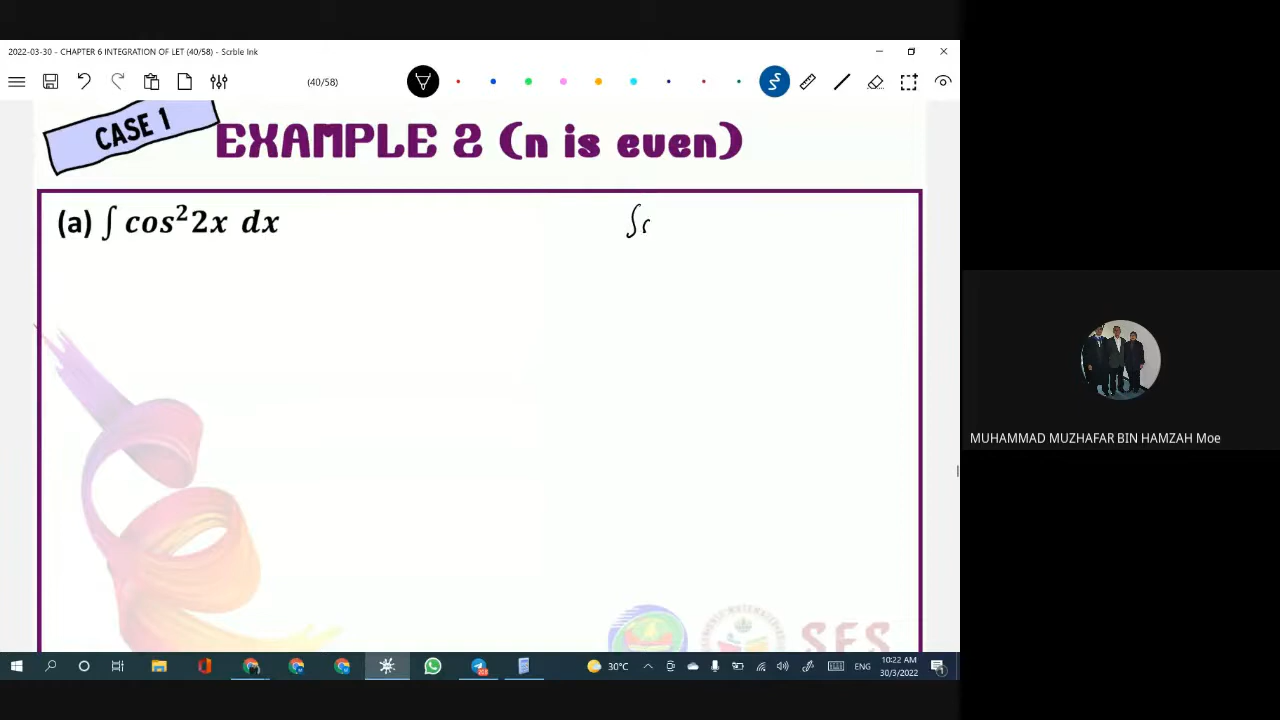 2022-03-30 - CHAPTER 6 INTEGRATION OF LET (40/58) - Scrble Ink
(40/58)
CASE 1
EXAMPLE 2 (n is even)
(a) ∫ cos²2x dx
∫c
SES
MUHAMMAD MUZHAFAR BIN HAMZAH Moe
30°C
ENG
10:22 AM
30/3/2022